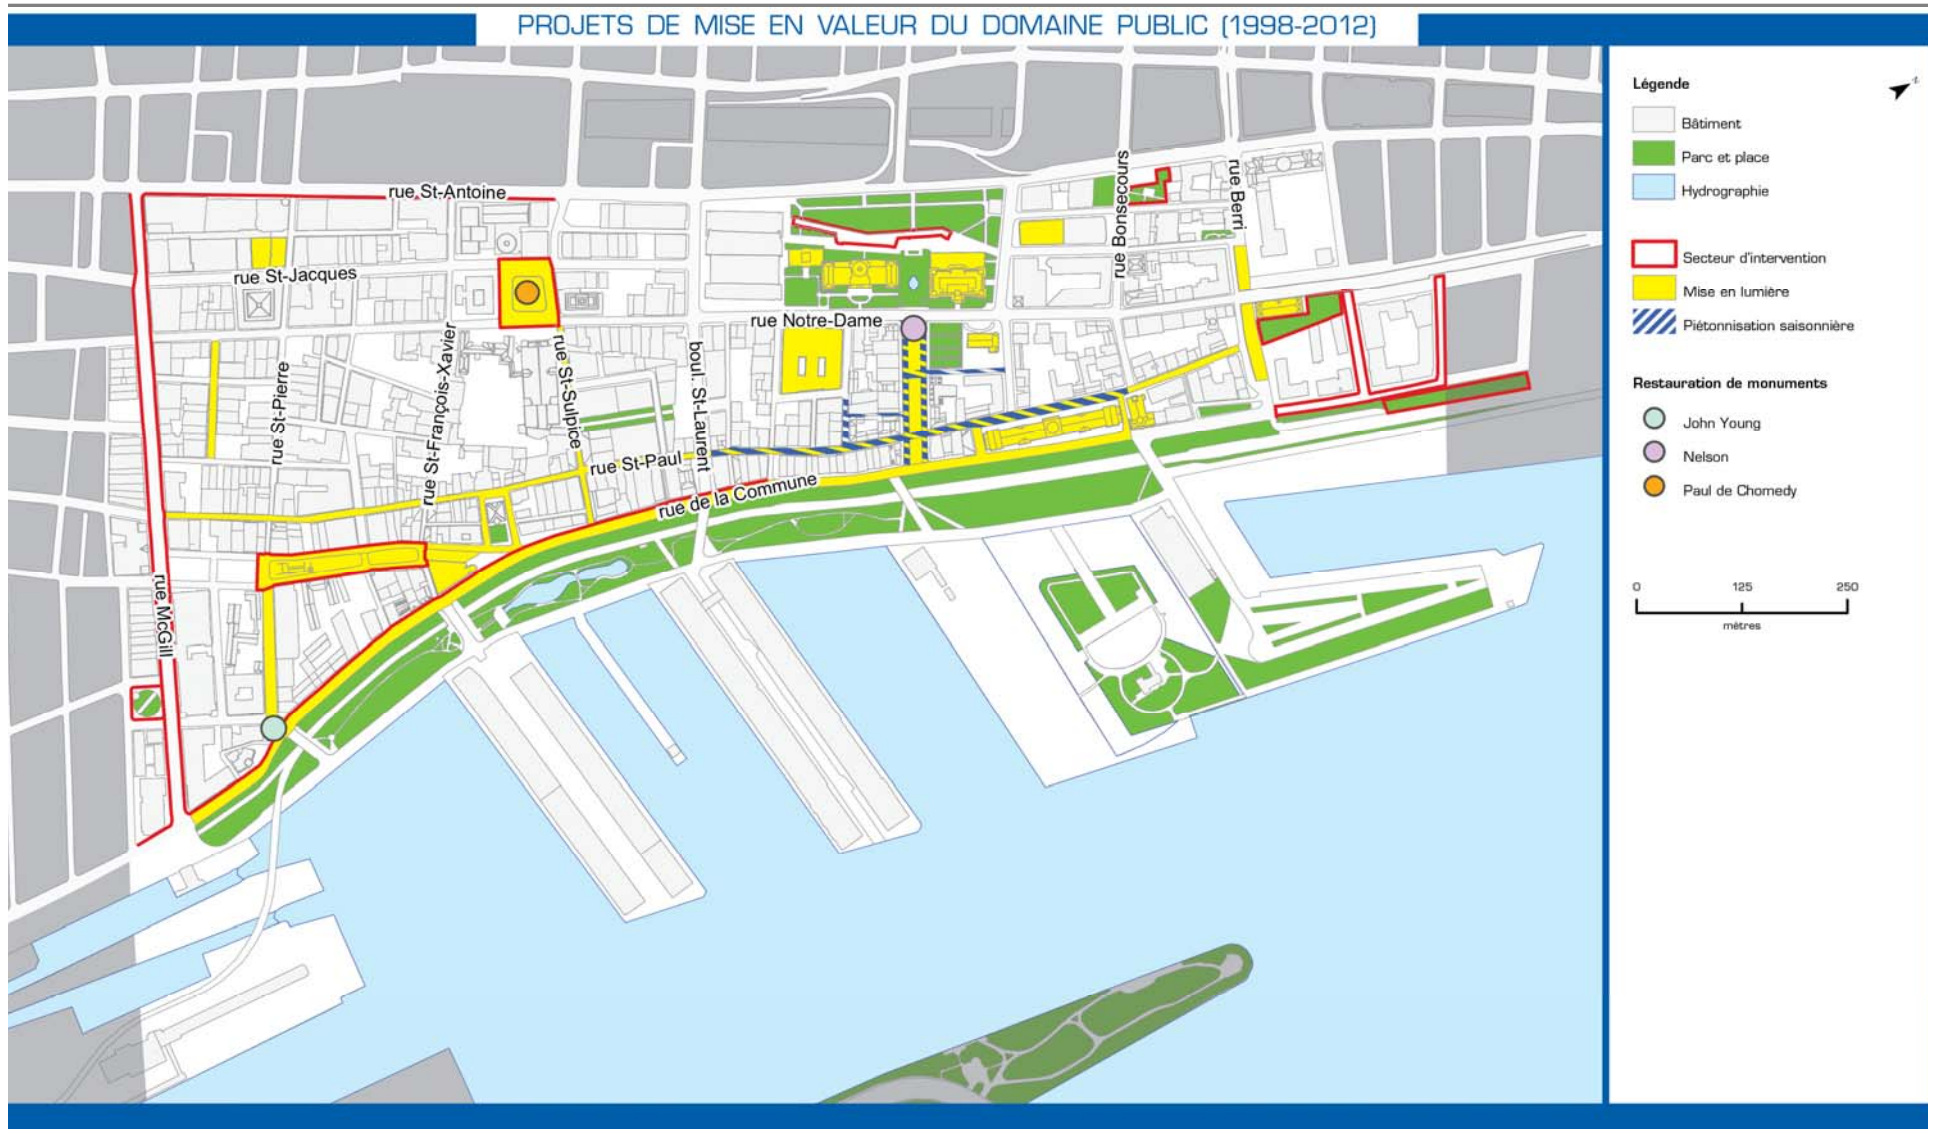 PROJETS DE MISE EN VALEUR DU DOMAINE PUBLIC (1998-2012)
rue St-Antoine
rue St-Jacques
rue Notre-Dame
rue Bonsecours
rue Berri
rue St-Pierre
rue St-François-Xavier
rue St-Sulpice
boul. St-Laurent
rue St-Paul
rue de la Commune
rue McGill
Légende
Bâtiment
Parc et place
Hydrographie
Secteur d'intervention
Mise en lumière
Piétonnisation saisonnière
Restauration de monuments
John Young
Nelson
Paul de Chomedy
0 125 250
mètres